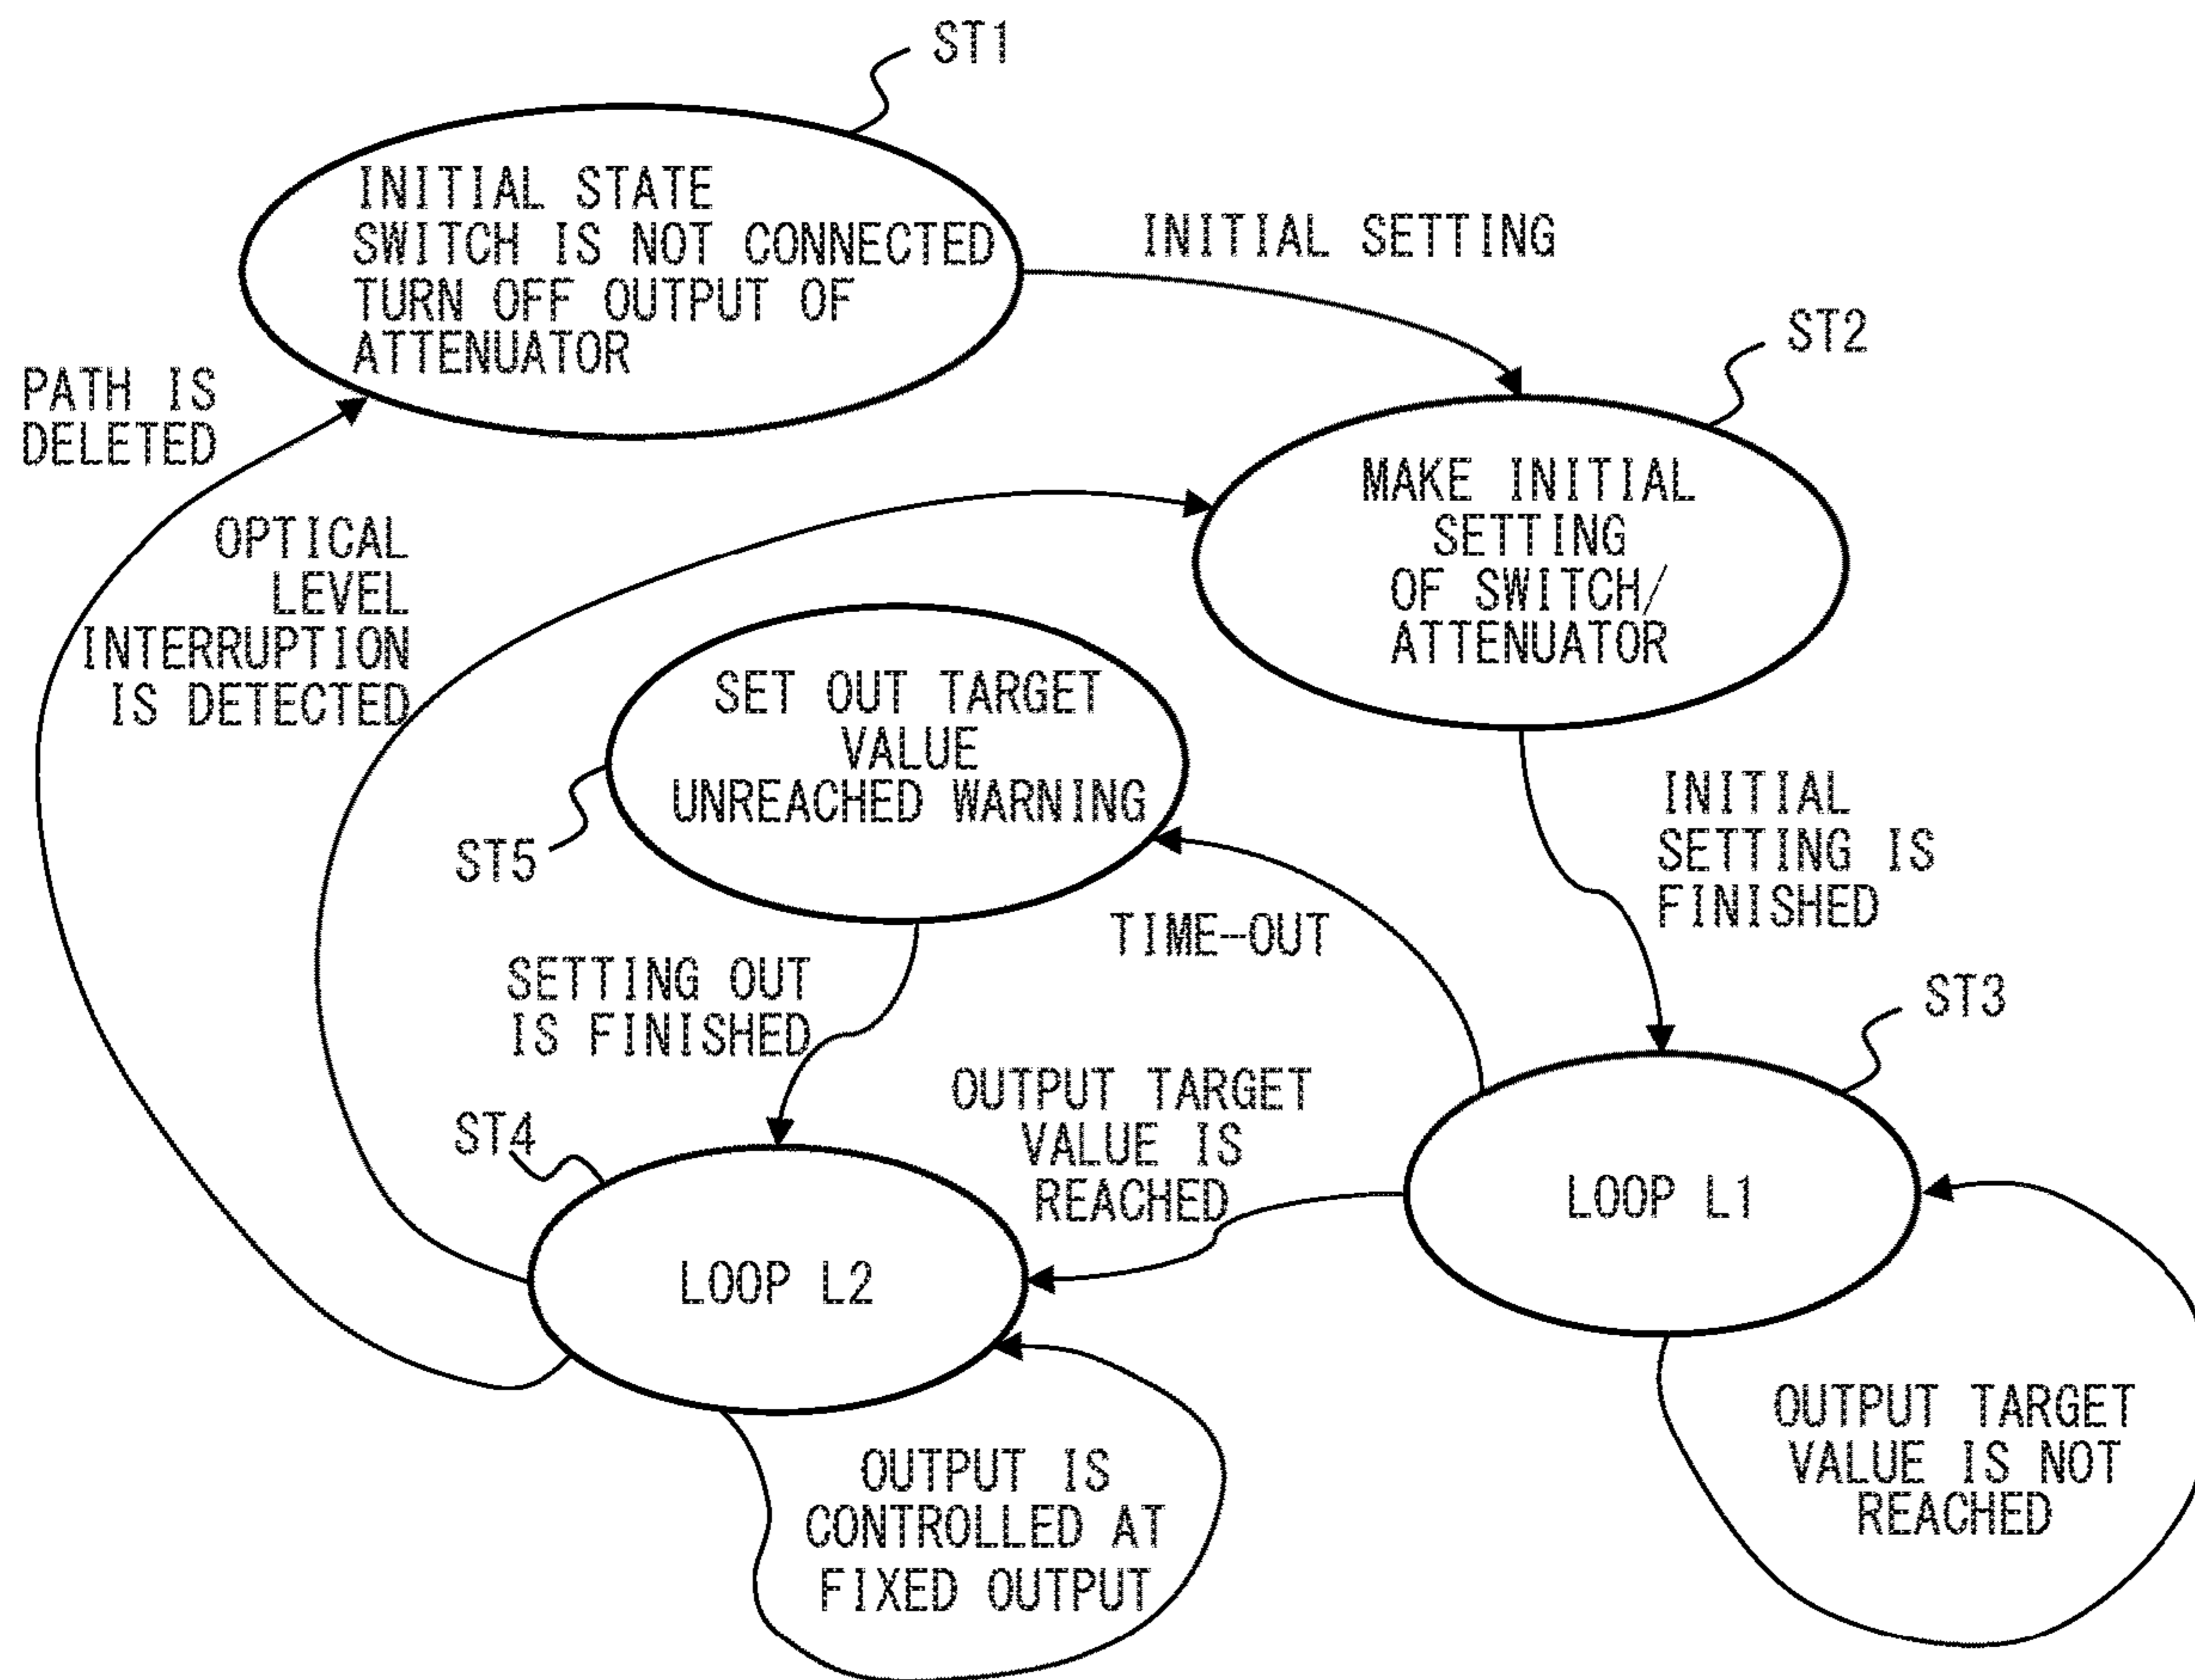 ST1
INITIAL STATE
SWITCH IS NOT CONNECTED
TURN OFF OUTPUT OF
ATTENUATOR
INITIAL SETTING
ST2
PATH IS
DELETED
MAKE INITIAL
SETTING
OF SWITCH/
ATTENUATOR
OPTICAL
LEVEL
INTERRUPTION
IS DETECTED
SET OUT TARGET
VALUE
UNREACHED WARNING
ST5
INITIAL
SETTING IS
FINISHED
TIME-OUT
SETTING OUT
IS FINISHED
ST3
OUTPUT TARGET
VALUE IS
REACHED
ST4
LOOP L1
LOOP L2
OUTPUT TARGET
VALUE IS NOT
REACHED
OUTPUT IS
CONTROLLED AT
FIXED OUTPUT